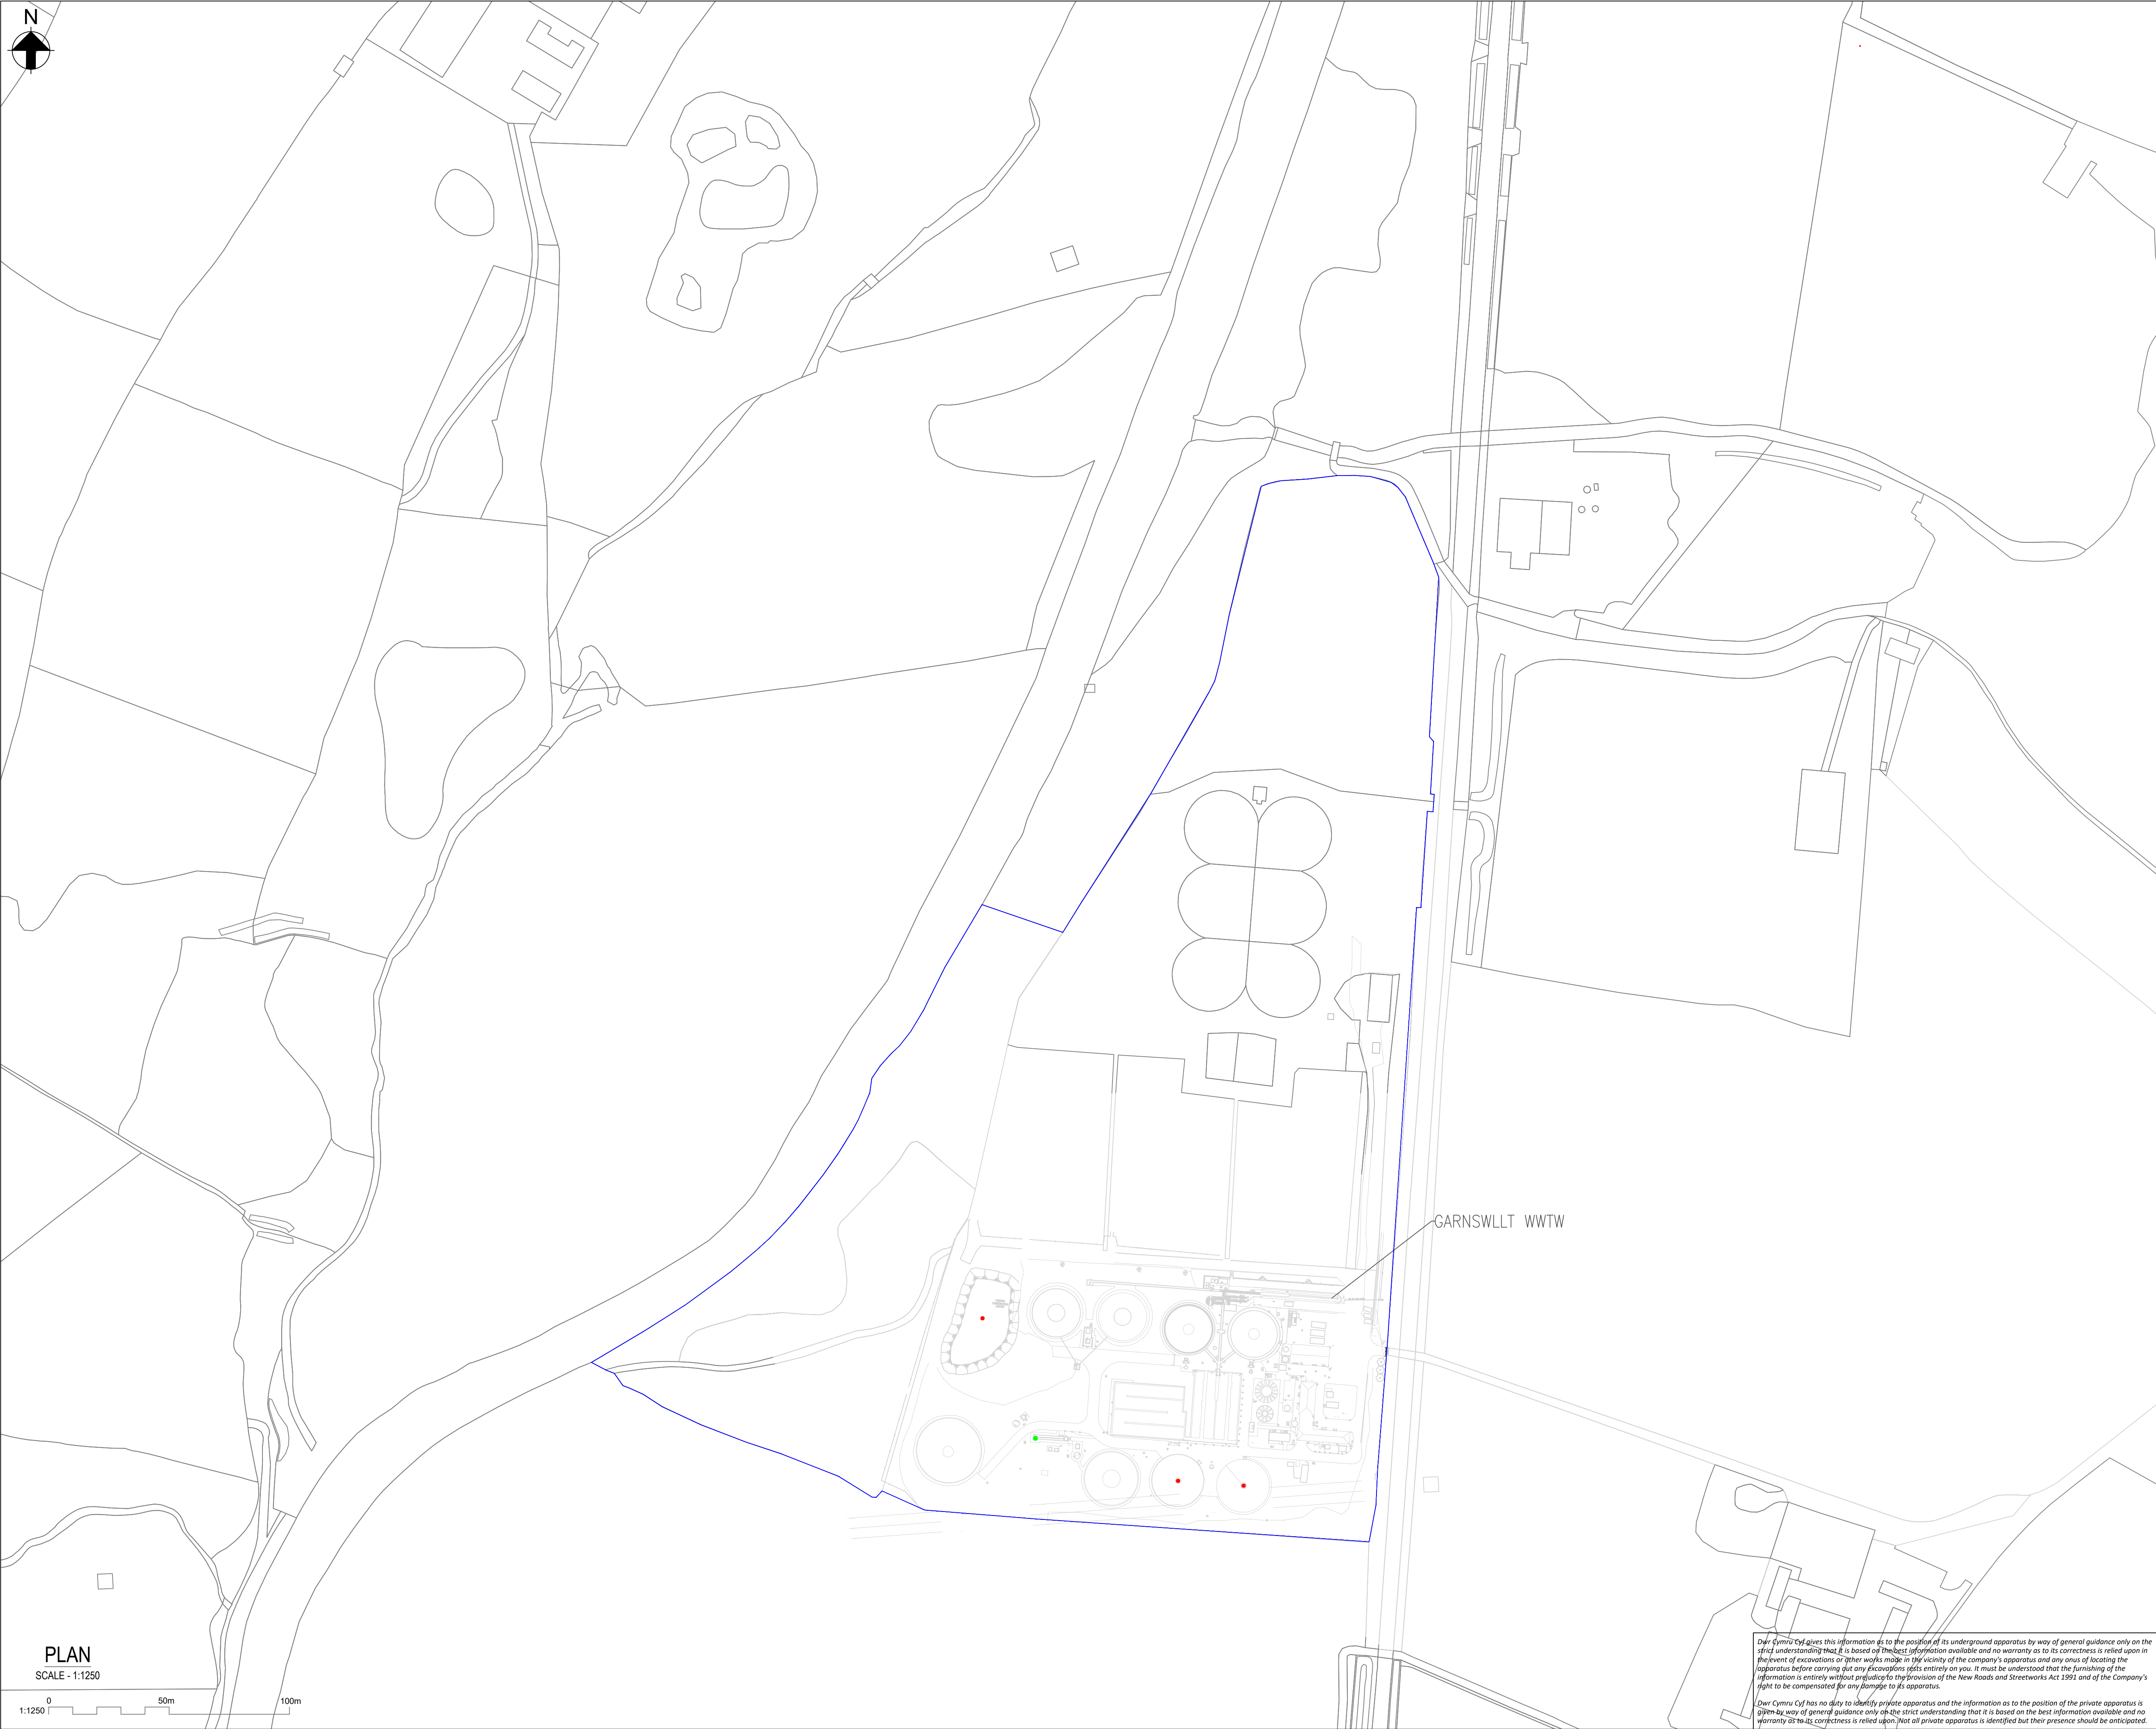 N
GARNSWLLT WWTW
PLAN
SCALE - 1:1250
0 50m 100m
1:1250
Dwr Cymru Cyf gives this information as to the position of its underground apparatus by way of general guidance only on the
strict understanding that it is based on the best information available and no warranty as to its correctness is relied upon in
the event of excavations or other works made in the vicinity of the company's apparatus and any onus of locating the
apparatus before carrying out any excavations rests entirely on you. It must be understood that the furnishing of the
information is entirely without prejudice to the provision of the New Roads and Streetworks Act 1991 and of the Company's
right to be compensated for any damage to its apparatus.
Dwr Cymru Cyf has no duty to identify private apparatus and the information as to the position of the private apparatus is
given by way of general guidance only on the strict understanding that it is based on the best information available and no
warranty as to its correctness is relied upon. Not all private apparatus is identified but their presence should be anticipated.